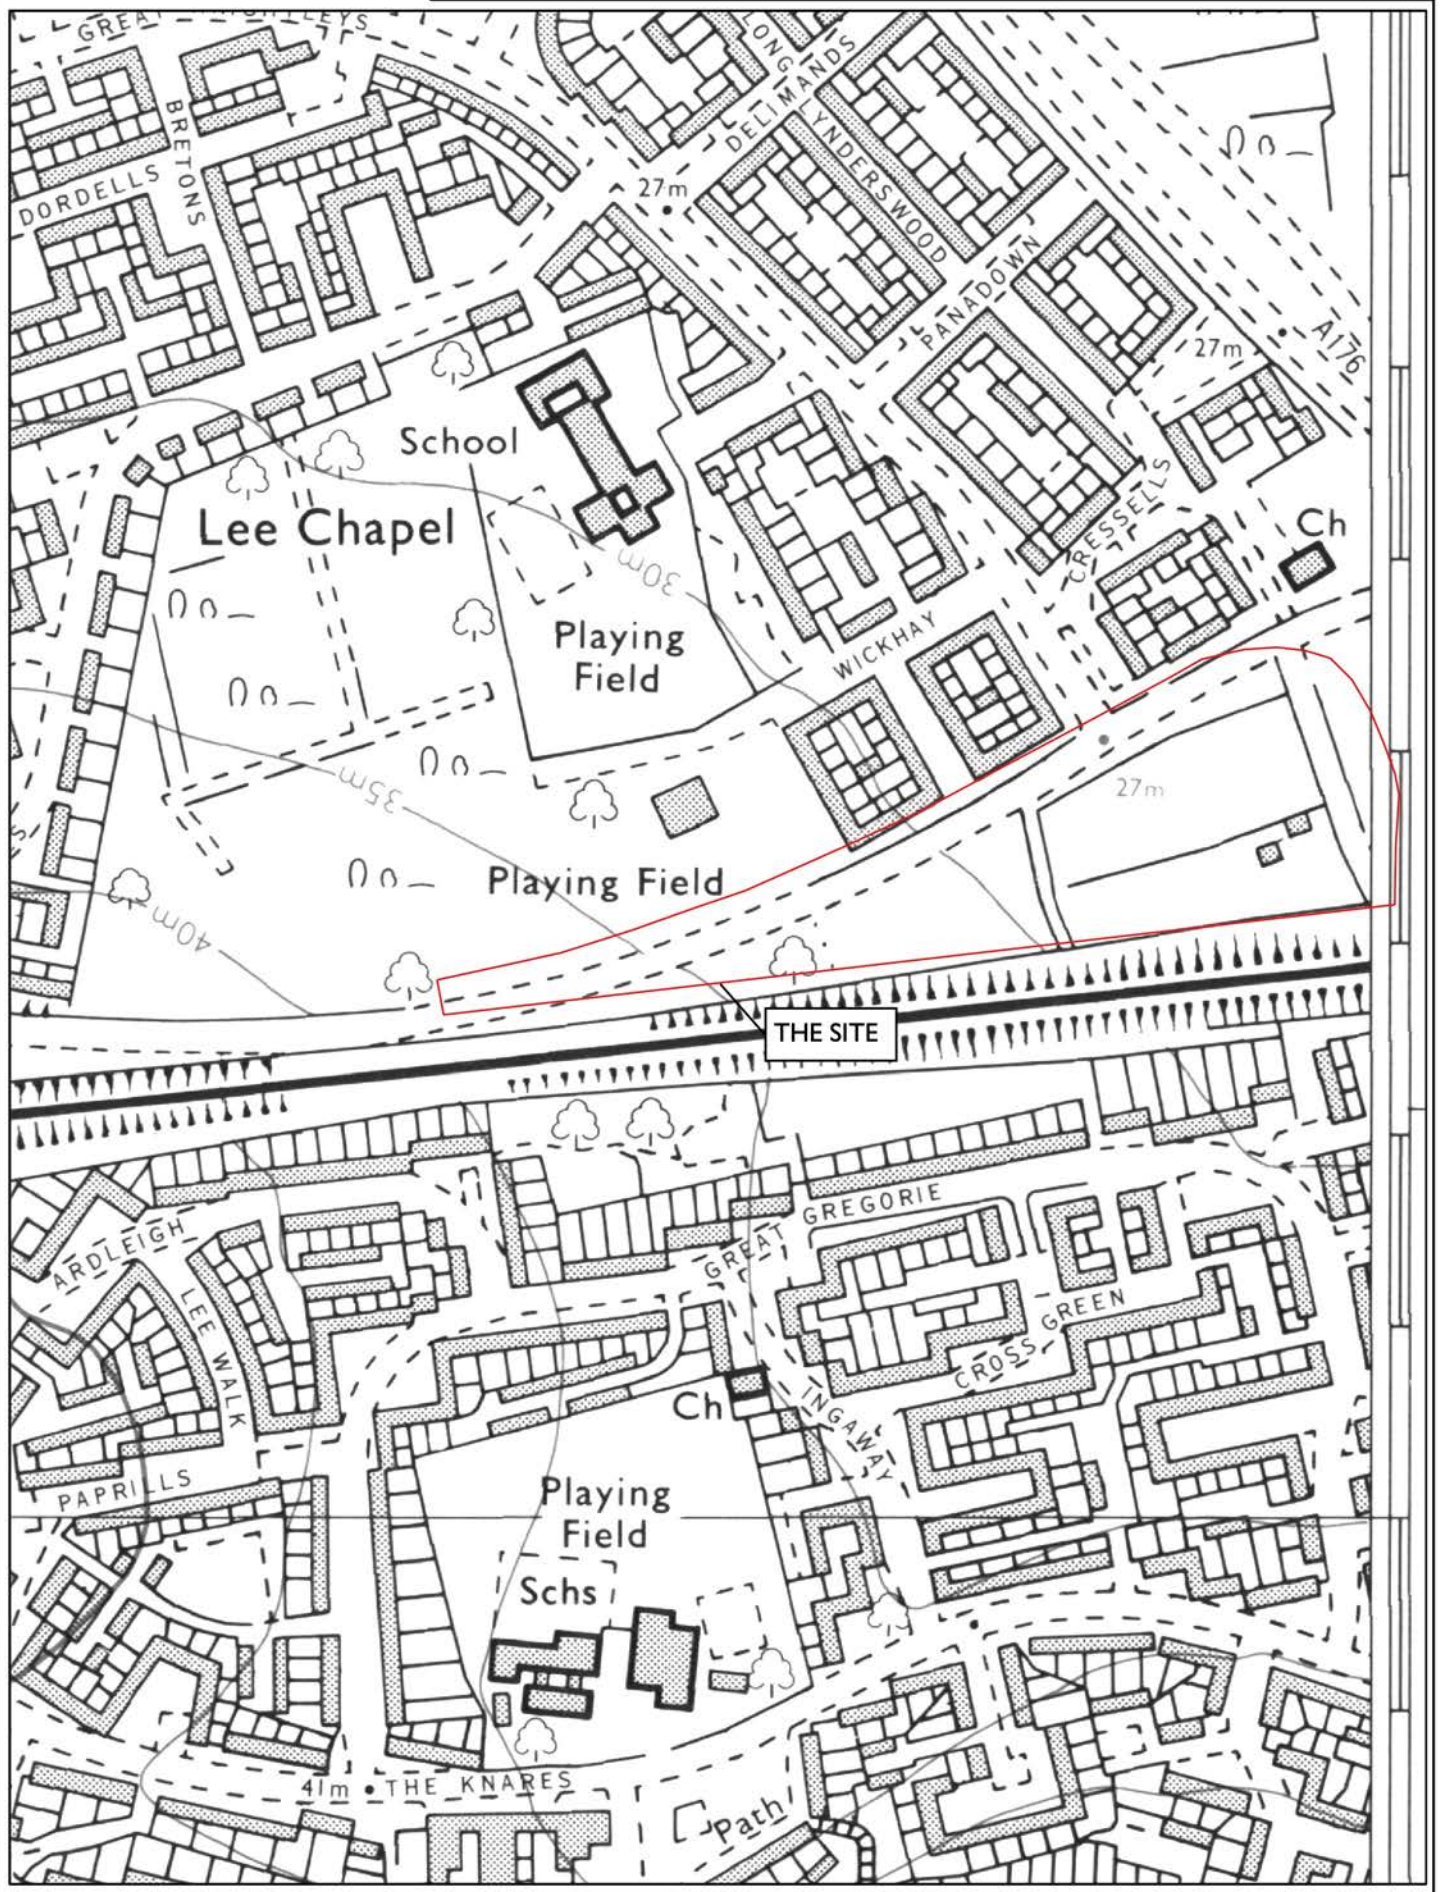 GREAT
LONG
DELIMANDS
BRETONS
LYNDERSWOOD
DORDELLS
27m
PANADOWN
A176
27m
School
CRESSELLS
Lee Chapel
Ch
30m
Playing
Field
WICKHAY
35m
27m
Playing Field
40m
THE SITE
GREAT GREGORIE
ARDLEIGH
LEE WALK
CROSS GREEN
Ch
INGAWAY
PAPRILLS
Playing
Field
Schs
41m
THE KNARES
Path